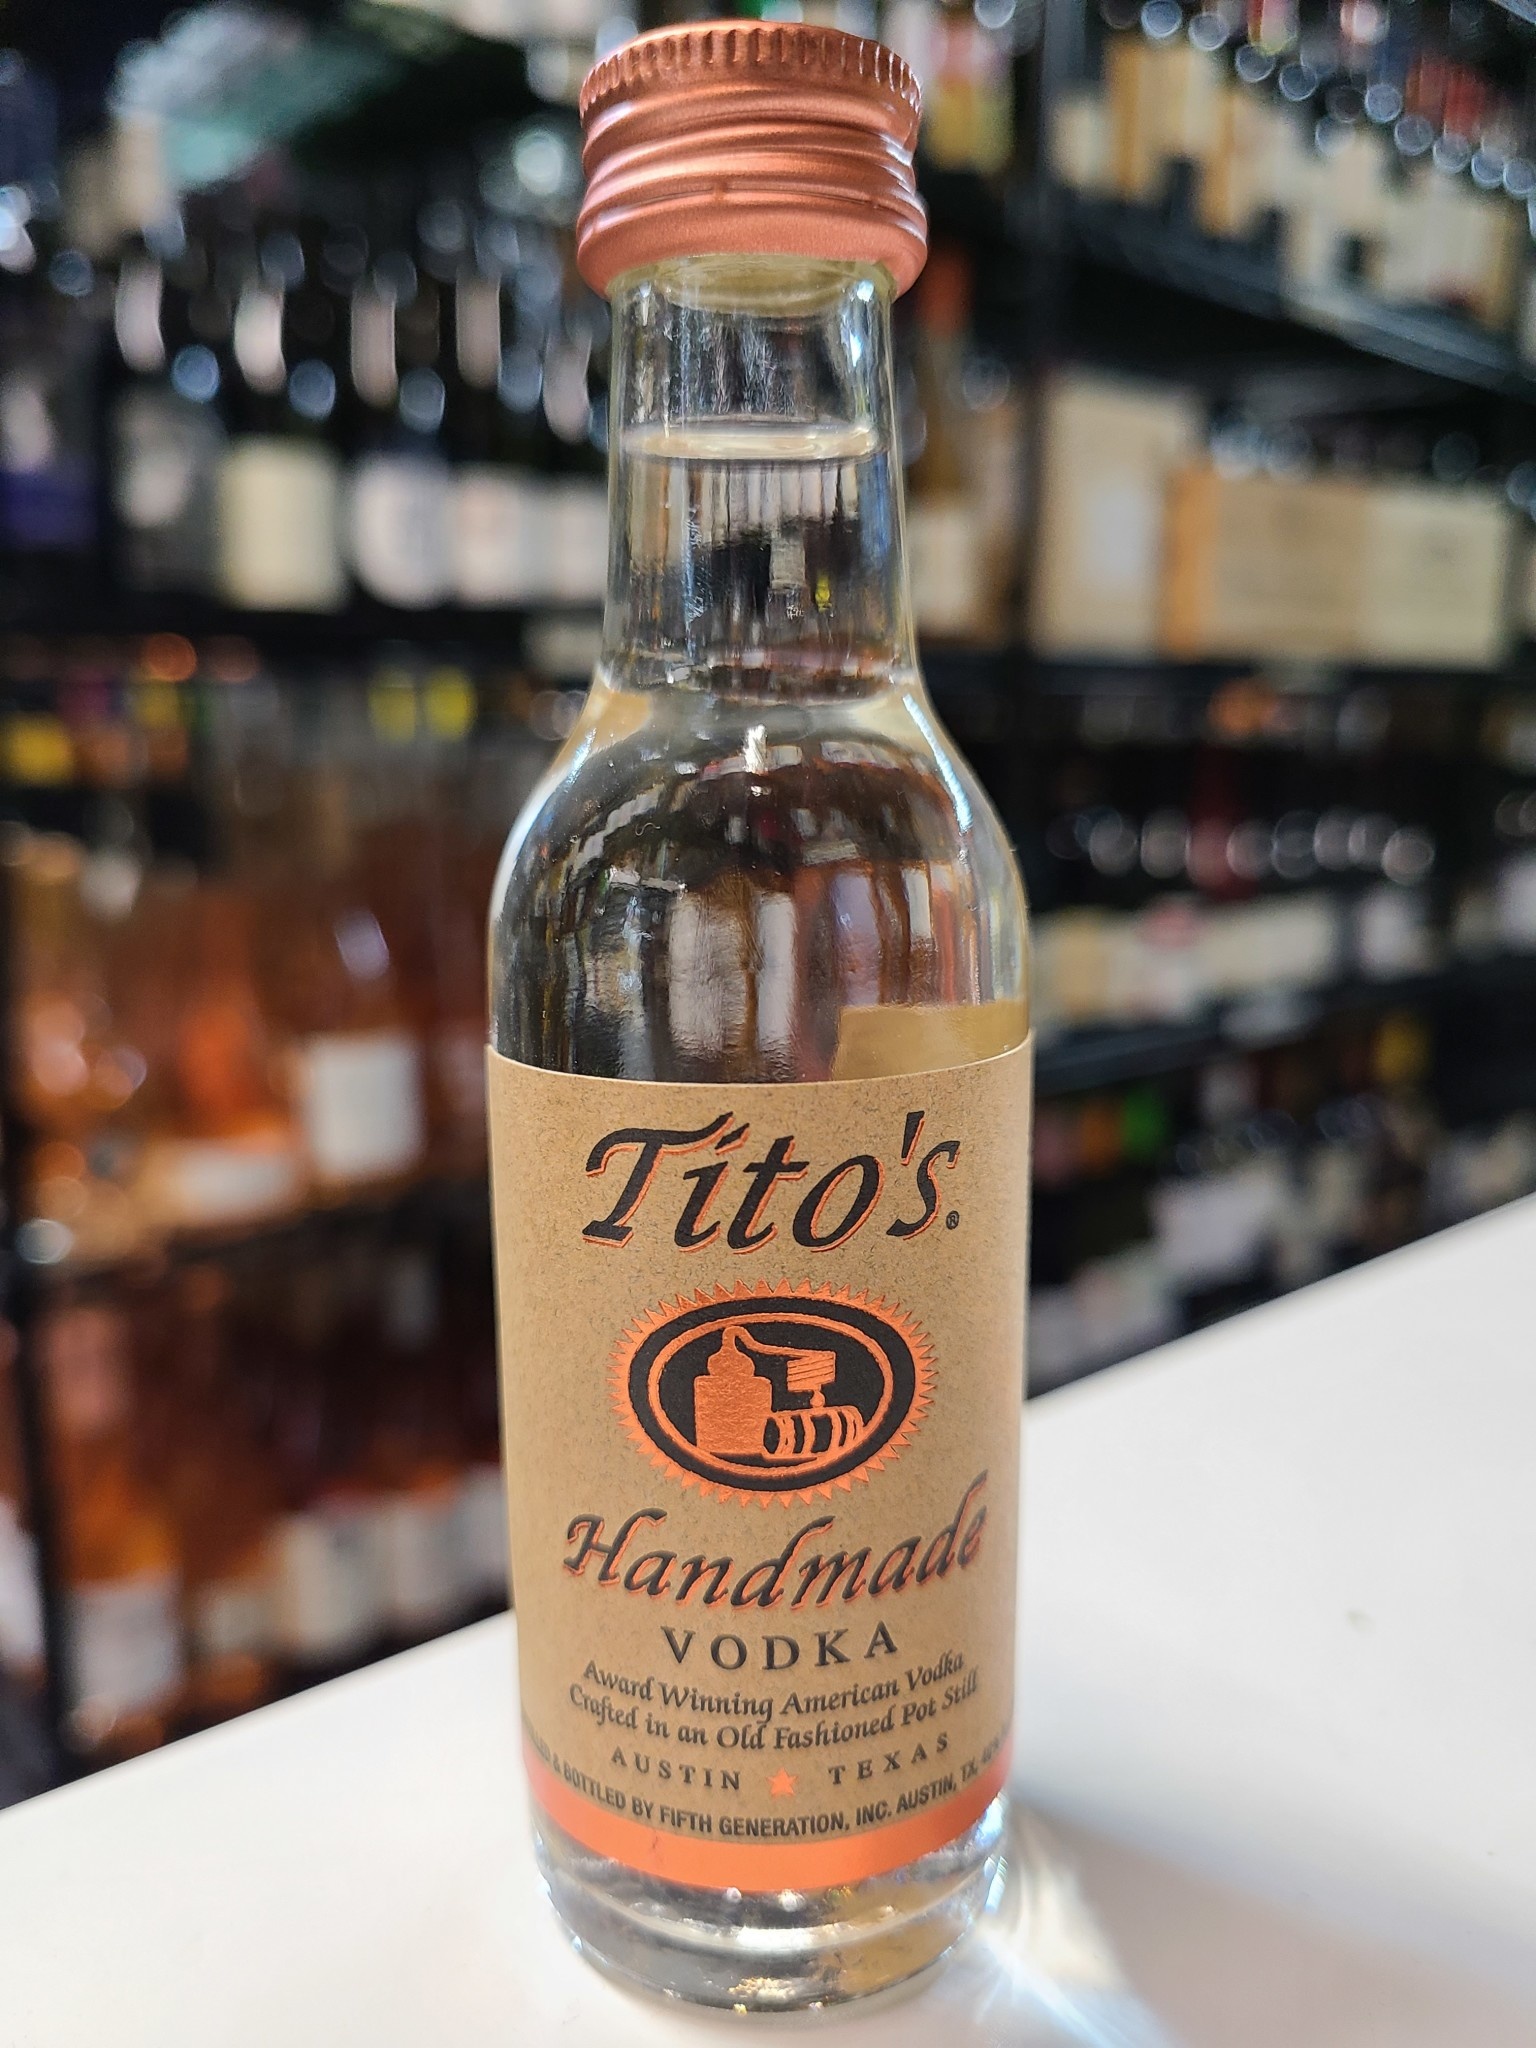 Tito's®
Handmade
VODKA
Award Winning American Vodka
Crafted in an Old Fashioned Pot Still
AUSTIN ★ TEXAS
& BOTTLED BY FIFTH GENERATION, INC. AUSTIN, TX. 40%